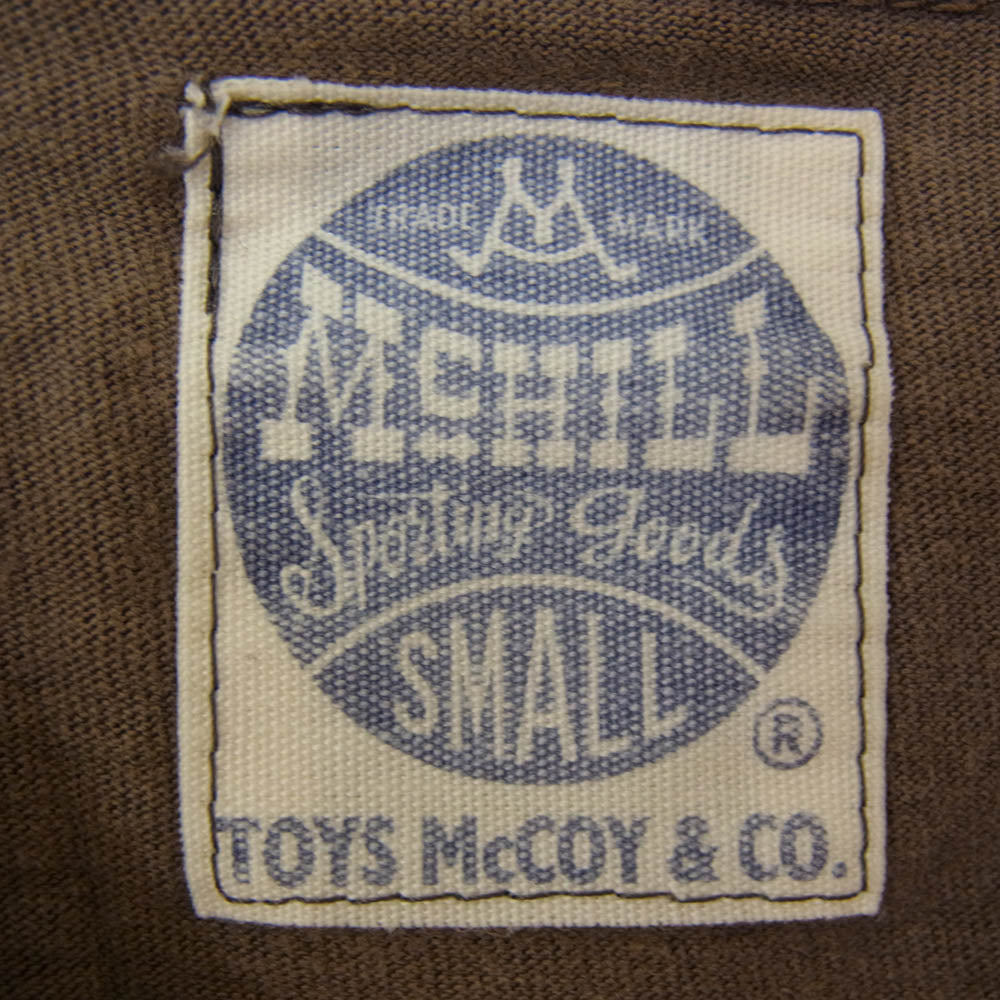 TRADE MARK
McHILL
Sporting Goods
SMALL
®
TOYS McCOY & CO.